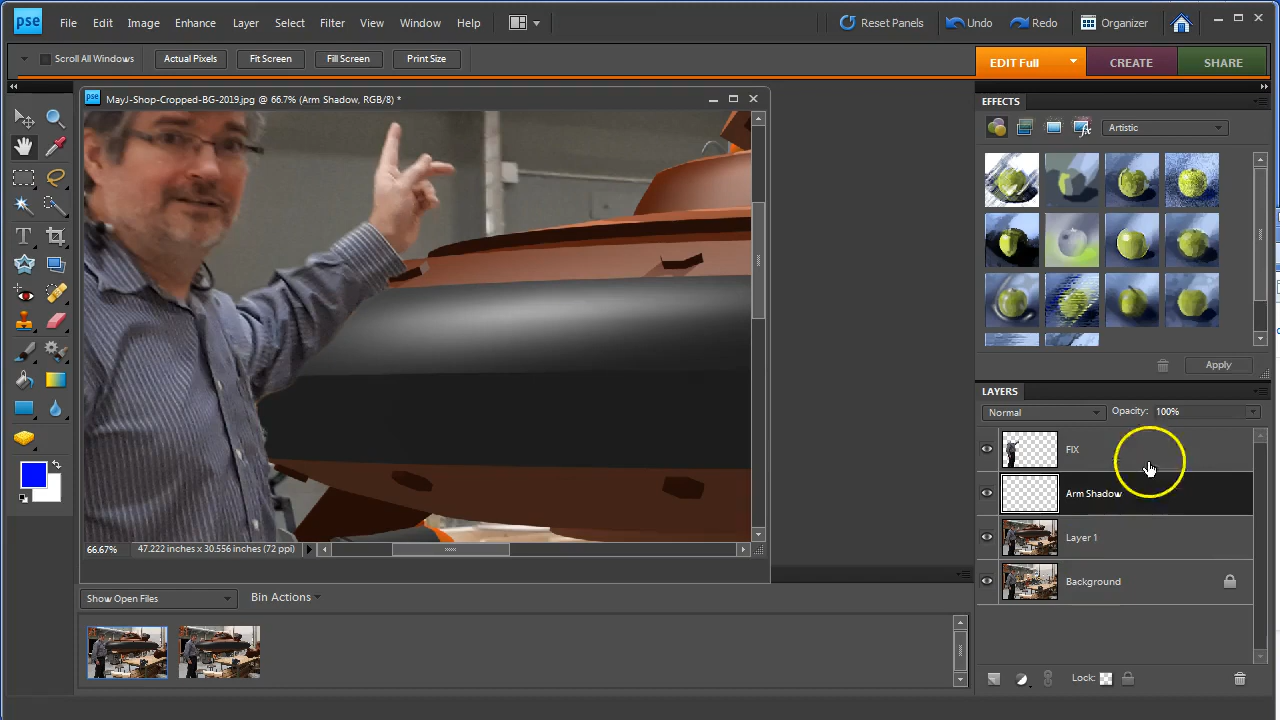 pse File Edit Image Enhance Layer Select Filter View Window Help Reset Panels Undo Redo Organizer
Scroll All Windows Actual Pixels Fit Screen Fill Screen Print Size EDIT Full CREATE SHARE
pse MayJ-Shop-Cropped-BG-2019.jpg @ 66.7% (Arm Shadow, RGB/8) *
EFFECTS
Artistic
Apply
LAYERS
Normal Opacity: 100%
FIX
Arm Shadow
Layer 1
Background
66.67% 47.222 inches x 30.556 inches (72 ppi)
Show Open Files Bin Actions
Lock: